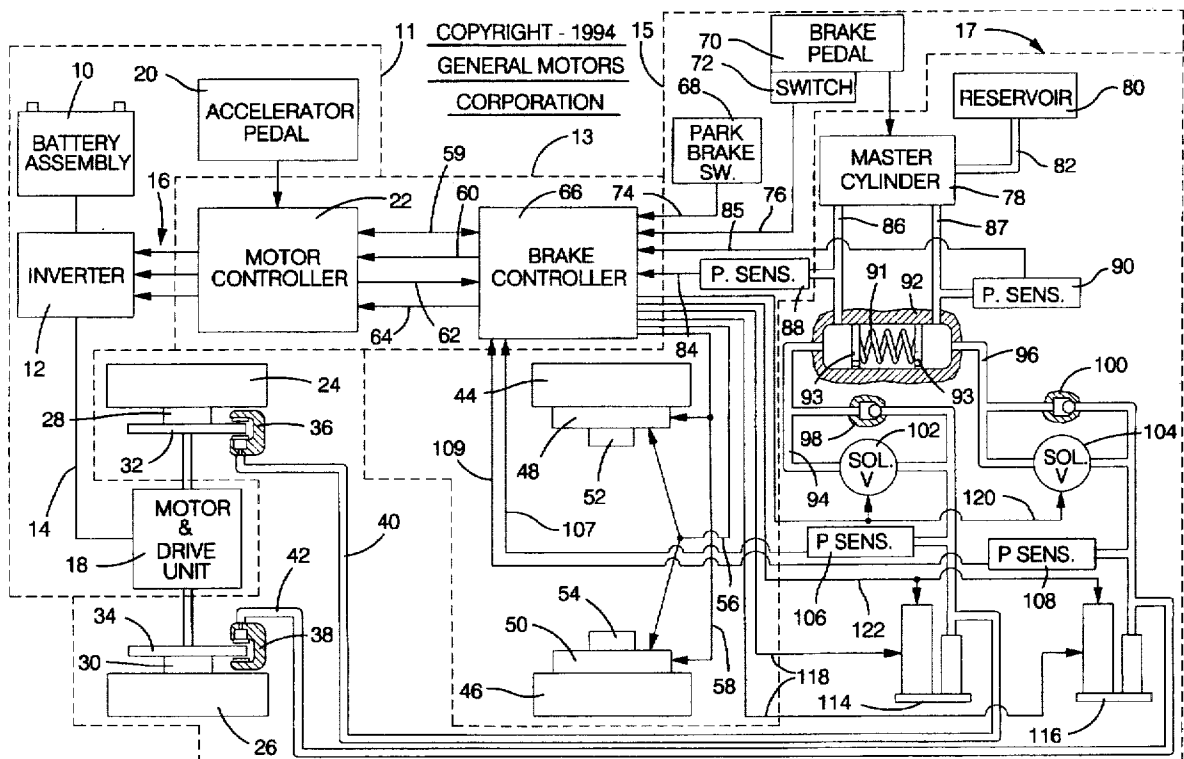 11
COPYRIGHT - 1994
GENERAL MOTORS
CORPORATION
15
70
BRAKE
PEDAL
17
72
SWITCH
10
20
ACCELERATOR
PEDAL
68
RESERVOIR
80
BATTERY
ASSEMBLY
13
PARK
BRAKE
SW.
MASTER
CYLINDER
82
78
16
22
59
60
66
74
76
85
86
87
INVERTER
MOTOR
CONTROLLER
BRAKE
CONTROLLER
P. SENS.
91
92
P. SENS.
90
12
64
62
84
88
96
24
44
93
93
100
28
36
98
102
104
32
48
SOL.
V
SOL.
V
109
52
94
120
14
MOTOR
&
DRIVE
UNIT
18
40
107
P SENS.
P SENS.
42
54
56
106
122
108
34
38
50
58
30
46
118
114
116
26